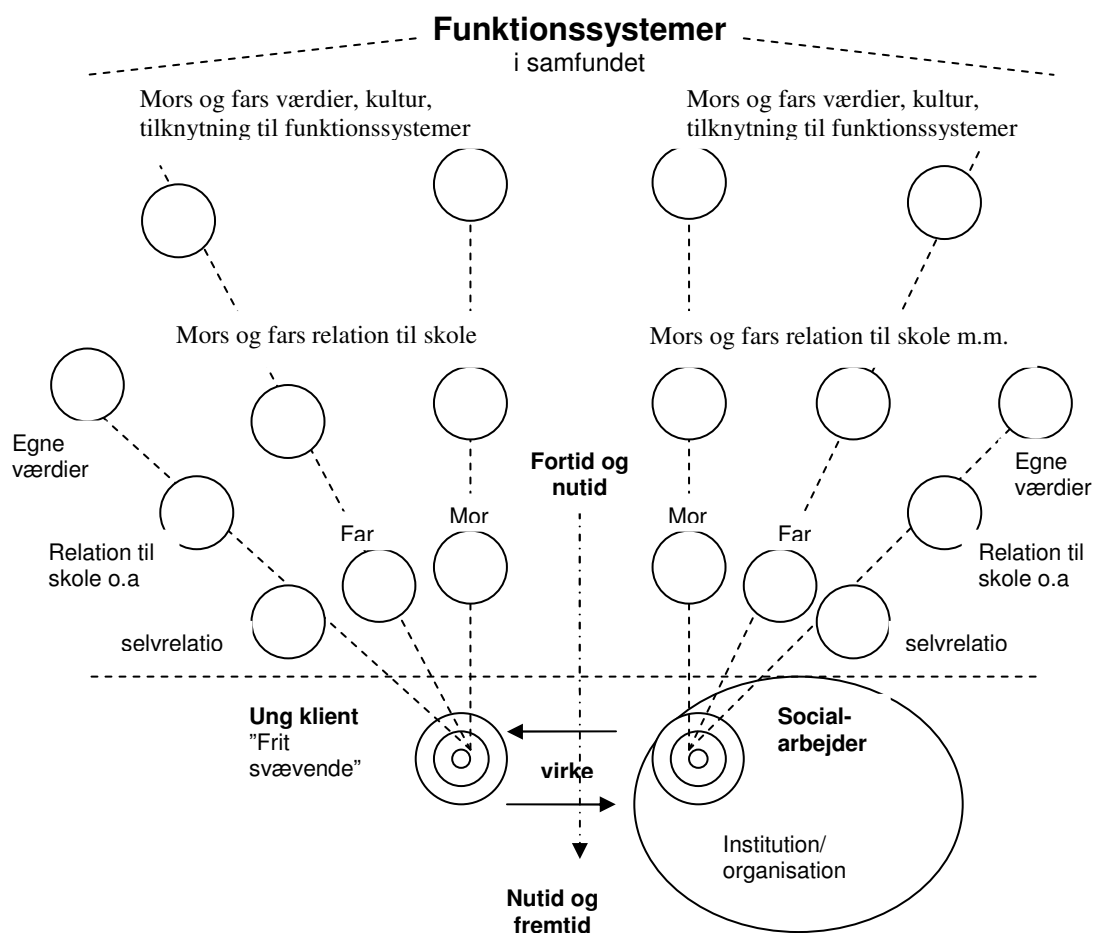 Funktionssystemer
i samfundet
Mors og fars værdier, kultur,
tilknytning til funktionssystemer
Mors og fars værdier, kultur,
tilknytning til funktionssystemer
Mors og fars relation til skole
Mors og fars relation til skole m.m.
Egne
værdier
Fortid og
nutid
Egne
værdier
Far
Mor
Mor
Far
Relation til
skole o.a
Relation til
skole o.a
selvrelatio
selvrelatio
Ung klient
”Frit
svævende”
virke
Social-
arbejder
Institution/
organisation
Nutid og
fremtid